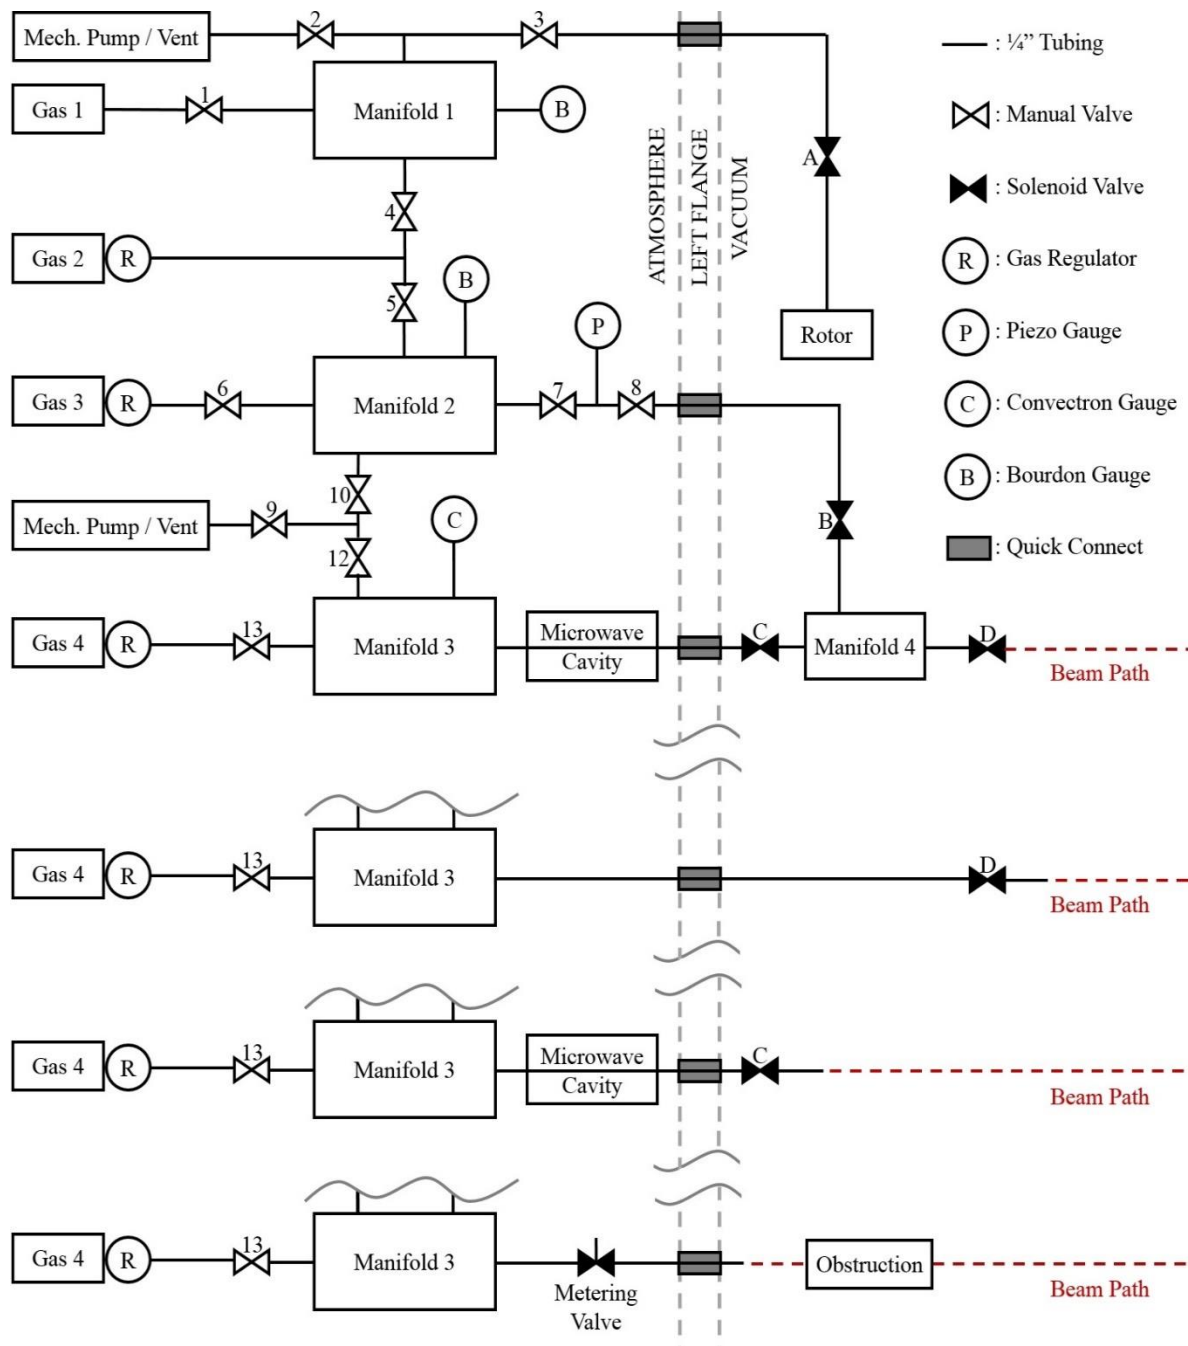 Mech. Pump / Vent
2
3
: ¼” Tubing
Gas 1
1
Manifold 1
B
: Manual Valve
ATMOSPHERE
LEFT FLANGE
VACUUM
A
: Solenoid Valve
4
Gas 2
R
R
: Gas Regulator
B
5
P
Rotor
P
: Piezo Gauge
Gas 3
R
6
Manifold 2
7
8
C
: Convectron Gauge
10
B
: Bourdon Gauge
Mech. Pump / Vent
9
C
B
12
: Quick Connect
Gas 4
R
13
Manifold 3
Microwave
Cavity
C
Manifold 4
D
Beam Path
Gas 4
R
13
Manifold 3
D
Beam Path
Gas 4
R
13
Manifold 3
Microwave
Cavity
C
Beam Path
Gas 4
R
13
Manifold 3
Metering
Valve
Obstruction
Beam Path